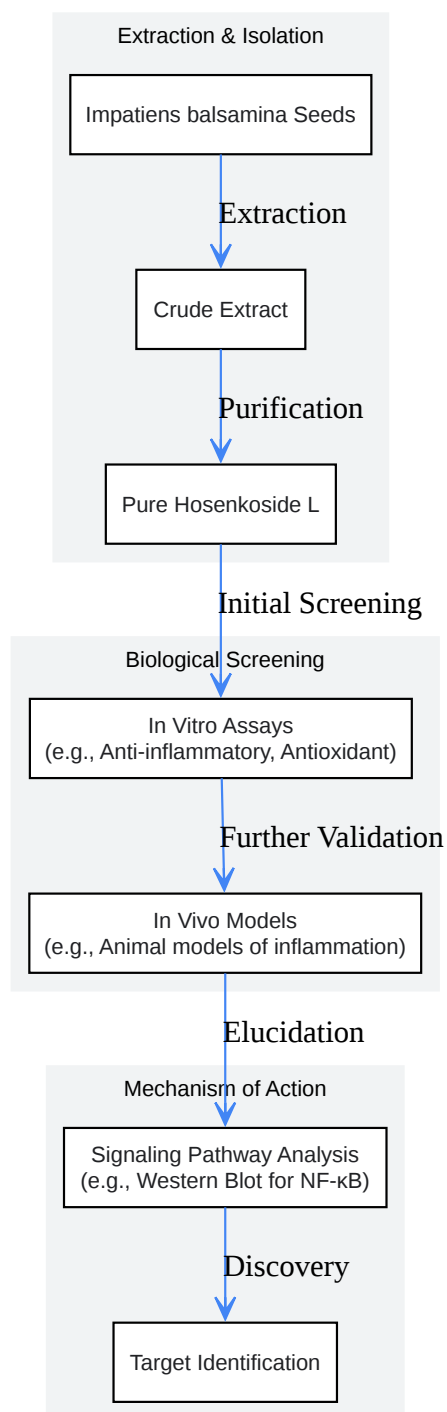 Extraction & Isolation
Impatiens balsamina Seeds
Extraction
Crude Extract
Purification
Pure Hosenkoside L
Initial Screening
Biological Screening
In Vitro Assays
(e.g., Anti-inflammatory, Antioxidant)
Further Validation
In Vivo Models
(e.g., Animal models of inflammation)
Elucidation
Mechanism of Action
Signaling Pathway Analysis
(e.g., Western Blot for NF-κB)
Discovery
Target Identification